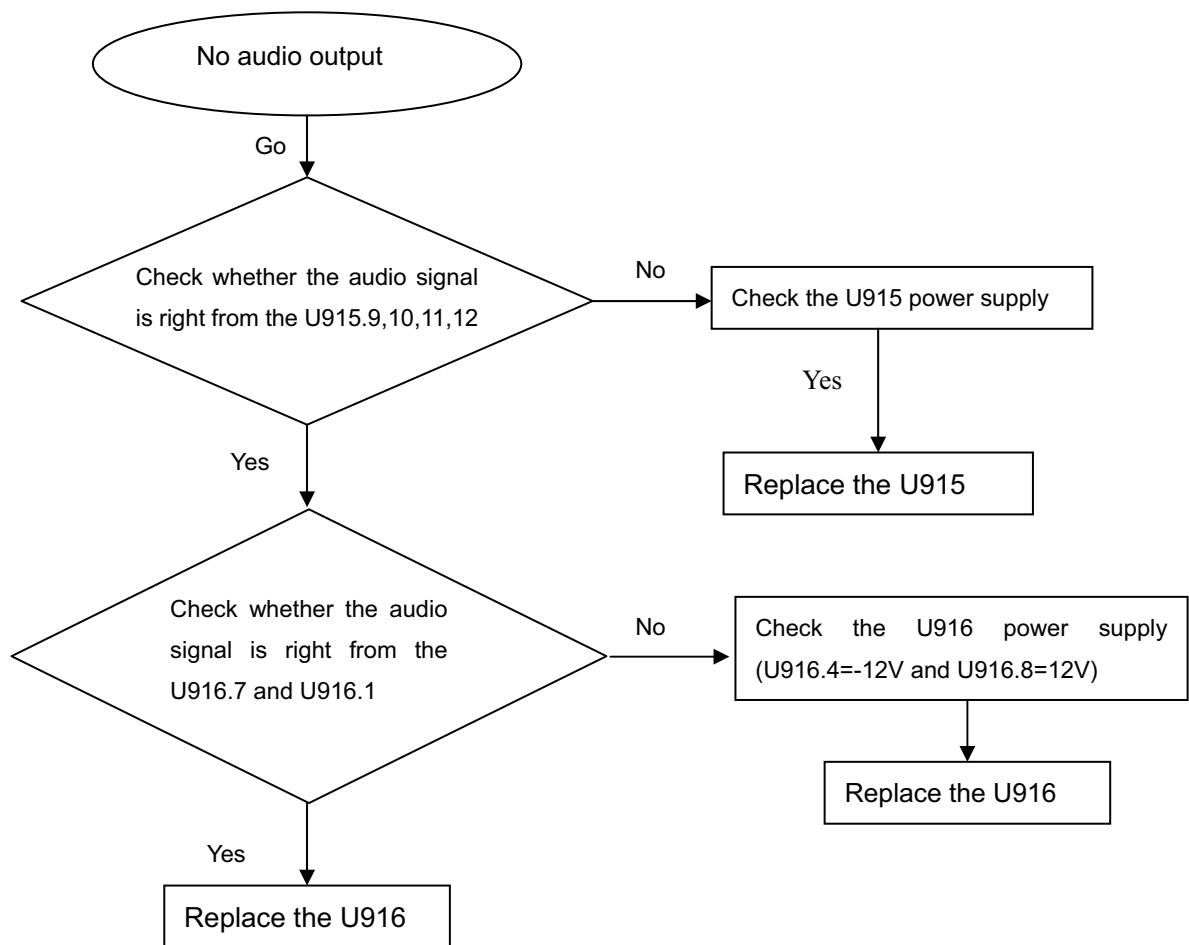 No audio output
Go
Check whether the audio signal
is right from the U915.9,10,11,12
No
Check the U915 power supply
Yes
Replace the U915
Yes
Check whether the audio
signal is right from the
U916.7 and U916.1
No
Check the U916 power supply
(U916.4=-12V and U916.8=12V)
Replace the U916
Yes
Replace the U916